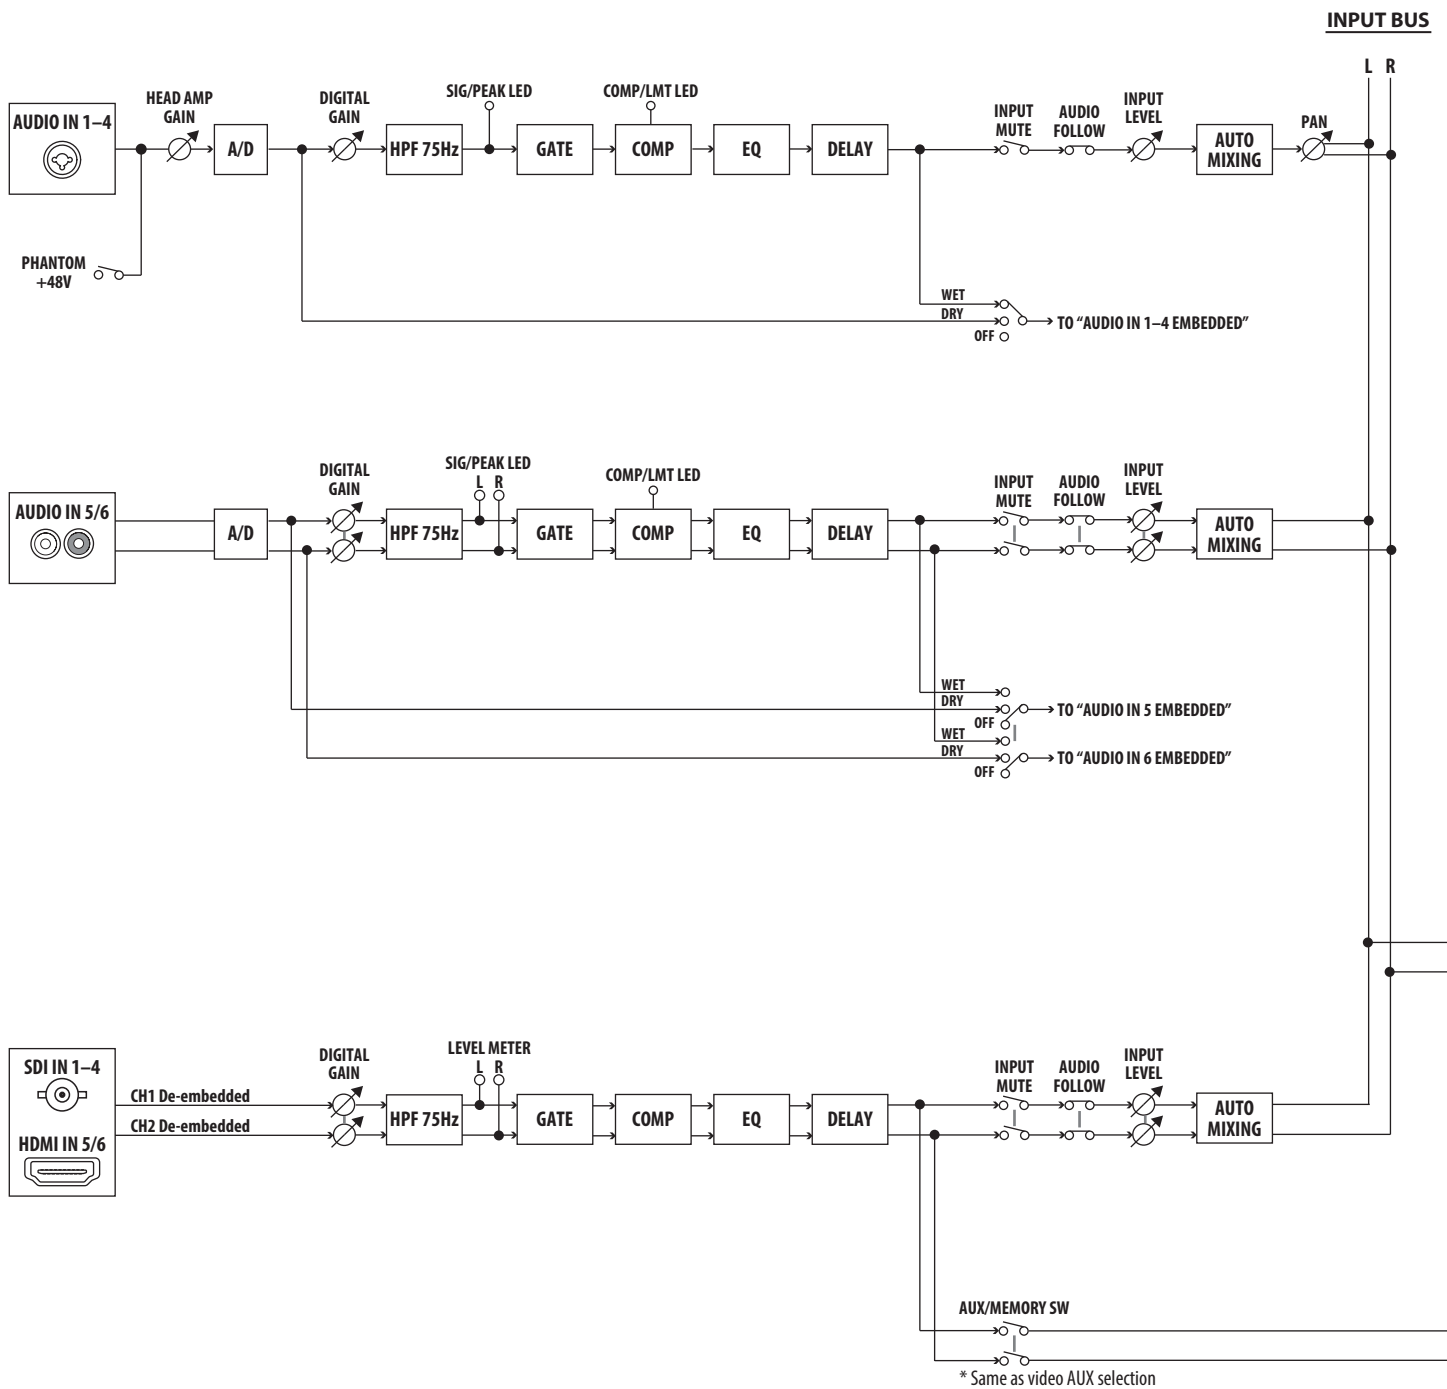 INPUT BUS
L R
AUDIO IN 1–4
HEAD AMP
GAIN
A/D
DIGITAL
GAIN
HPF 75Hz
SIG/PEAK LED
GATE
COMP/LMT LED
COMP
EQ
DELAY
INPUT
MUTE
AUDIO
FOLLOW
INPUT
LEVEL
AUTO
MIXING
PAN
PHANTOM
+48V
WET
DRY
OFF
TO “AUDIO IN 1–4 EMBEDDED”
AUDIO IN 5/6
A/D
DIGITAL
GAIN
HPF 75Hz
SIG/PEAK LED
L R
GATE
COMP/LMT LED
COMP
EQ
DELAY
INPUT
MUTE
AUDIO
FOLLOW
INPUT
LEVEL
AUTO
MIXING
WET
DRY
OFF
TO “AUDIO IN 5 EMBEDDED”
WET
DRY
OFF
TO “AUDIO IN 6 EMBEDDED”
SDI IN 1–4
HDMI IN 5/6
CH1 De-embedded
CH2 De-embedded
DIGITAL
GAIN
HPF 75Hz
LEVEL METER
L R
GATE
COMP
EQ
DELAY
INPUT
MUTE
AUDIO
FOLLOW
INPUT
LEVEL
AUTO
MIXING
AUX/MEMORY SW
* Same as video AUX selection